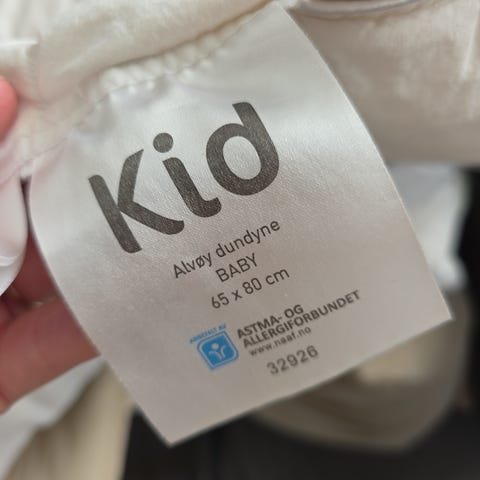 Kid
Alvøy dundyne
BABY
65 x 80 cm
ANBEFALT AV
ASTMA- OG
ALLERGIFORBUNDET
www.naaf.no
32926